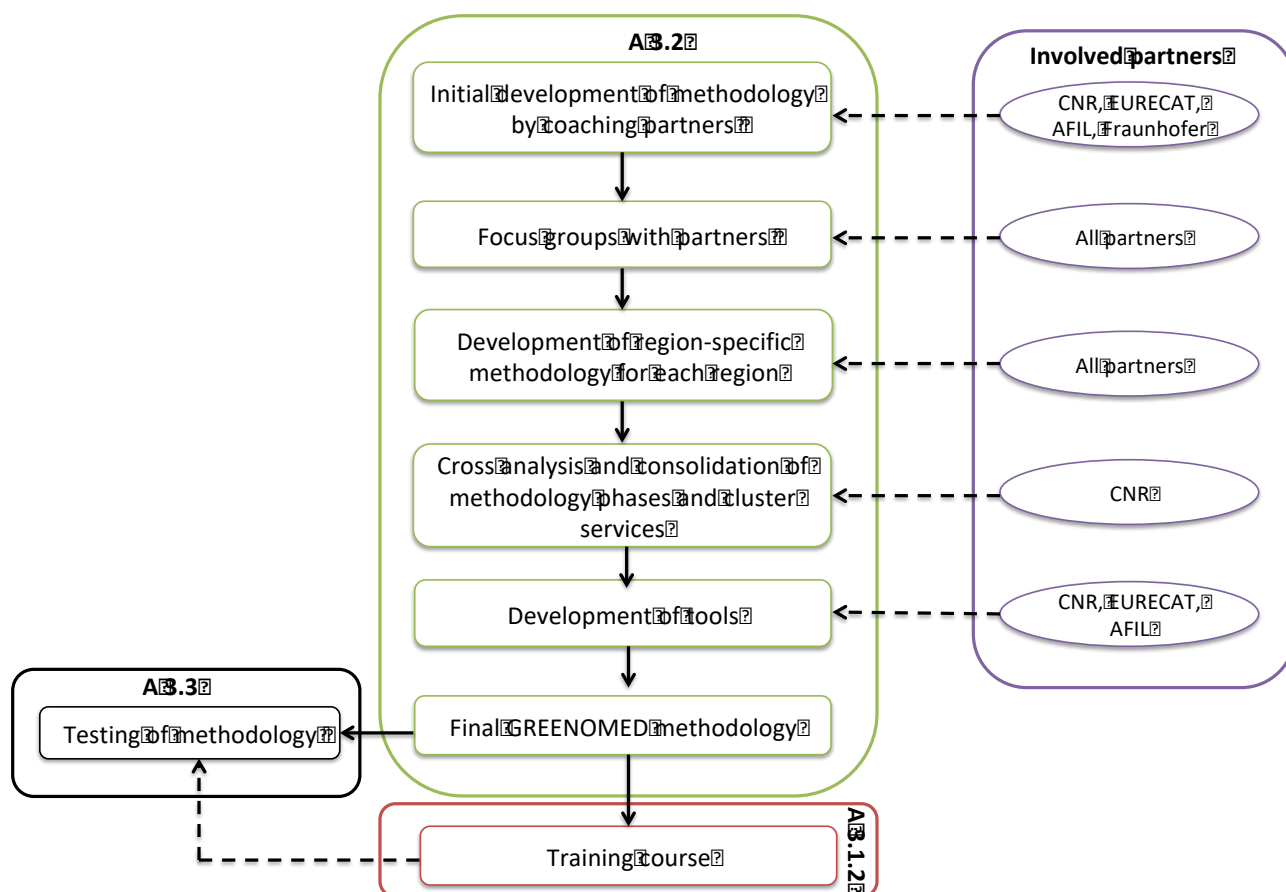 A 3.2
Initial development of methodology
by coaching partners
Focus groups with partners
Development of region-specific
methodology for each region
Cross analysis and consolidation of
methodology phases and cluster
services
Development of tools
Final GREENOMED methodology
Involved partners
CNR, EURECAT,
AFIL, Fraunhofer
All partners
All partners
CNR
CNR, EURECAT,
AFIL
A 3.3
Testing of methodology
Training course
A 3.1.2